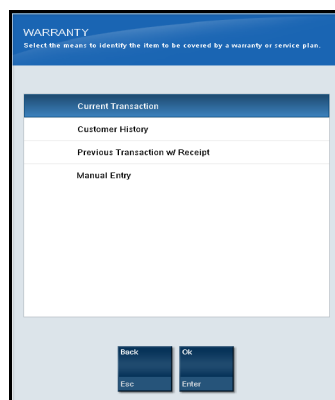 WARRANTY
Select the means to identify the item to be covered by a warranty or service plan.
Current Transaction
Customer History
Previous Transaction w/ Receipt
Manual Entry
Back Ok
Esc Enter